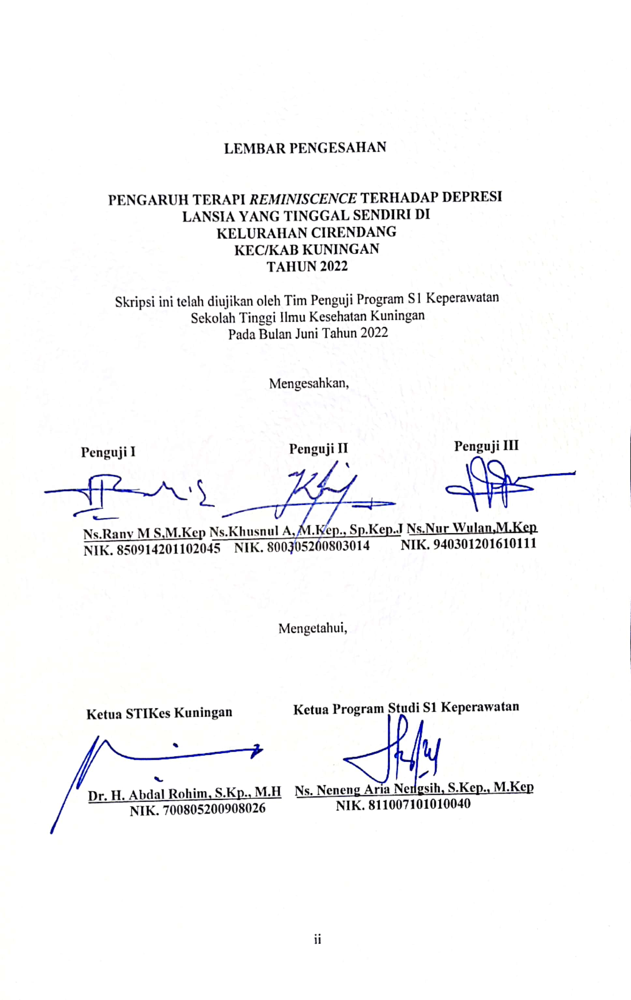 LEMBAR PENGESAHAN
PENGARUH TERAPI REMINISCENCE TERHADAP DEPRESI
LANSIA YANG TINGGAL SENDIRI DI
KELURAHAN CIRENDANG
KEC/KAB KUNINGAN
TAHUN 2022
Skripsi ini telah diujikan oleh Tim Penguji Program S1 Keperawatan
Sekolah Tinggi Ilmu Kesehatan Kuningan
Pada Bulan Juni Tahun 2022
Mengesahkan,
Penguji I Penguji II Penguji III
Ns.Rany M S,M.Kep Ns.Khusnul A, M.Kep., Sp.Kep.J Ns.Nur Wulan,M.Kep
NIK. 850914201102045 NIK. 800305200803014 NIK. 940301201610111
Mengetahui,
Ketua STIKes Kuningan Ketua Program Studi S1 Keperawatan
Dr. H. Abdal Rohim, S.Kp., M.H Ns. Neneng Aria Nengsih, S.Kep., M.Kep
NIK. 700805200908026 NIK. 811007101010040
ii